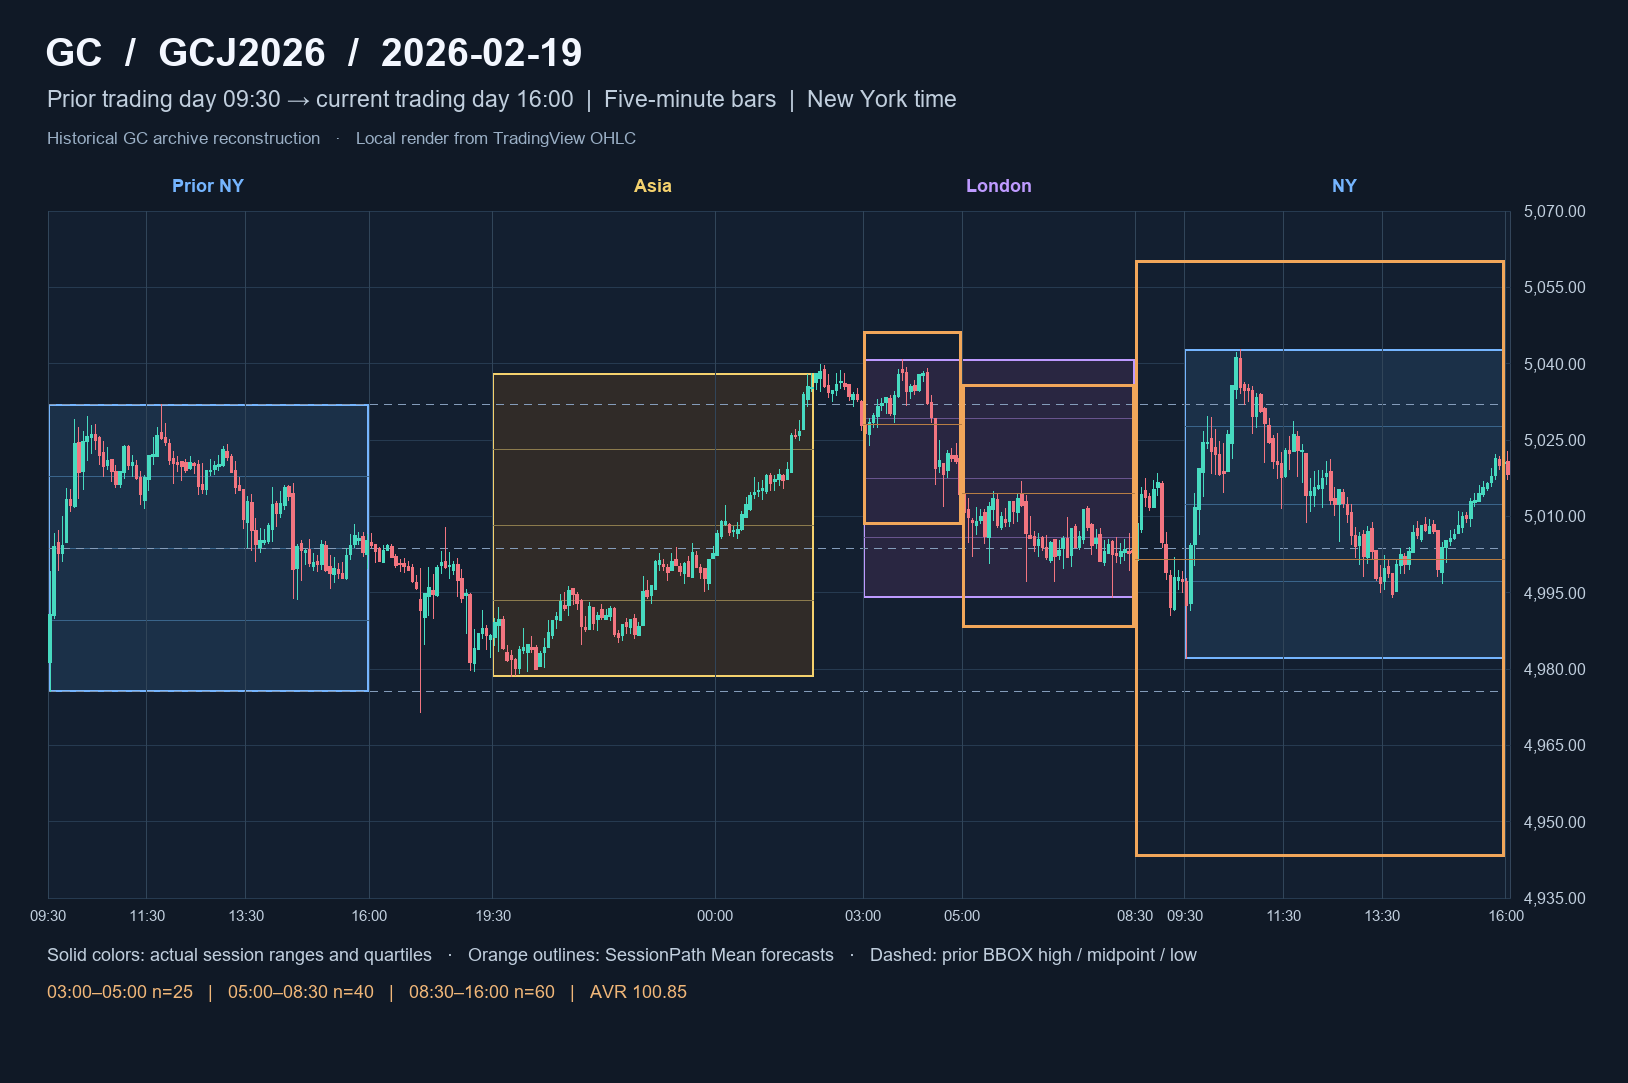 GC / GCJ2026 / 2026-02-19
Prior trading day 09:30 → current trading day 16:00 | Five-minute bars | New York time
Historical GC archive reconstruction · Local render from TradingView OHLC
Prior NY Asia London NY
5,070.00
5,055.00
5,040.00
5,025.00
5,010.00
4,995.00
4,980.00
4,965.00
4,950.00
4,935.00
09:30 11:30 13:30 16:00 19:30 00:00 03:00 05:00 08:30 09:30 11:30 13:30 16:00
Solid colors: actual session ranges and quartiles · Orange outlines: SessionPath Mean forecasts · Dashed: prior BBOX high / midpoint / low
03:00–05:00 n=25 | 05:00–08:30 n=40 | 08:30–16:00 n=60 | AVR 100.85